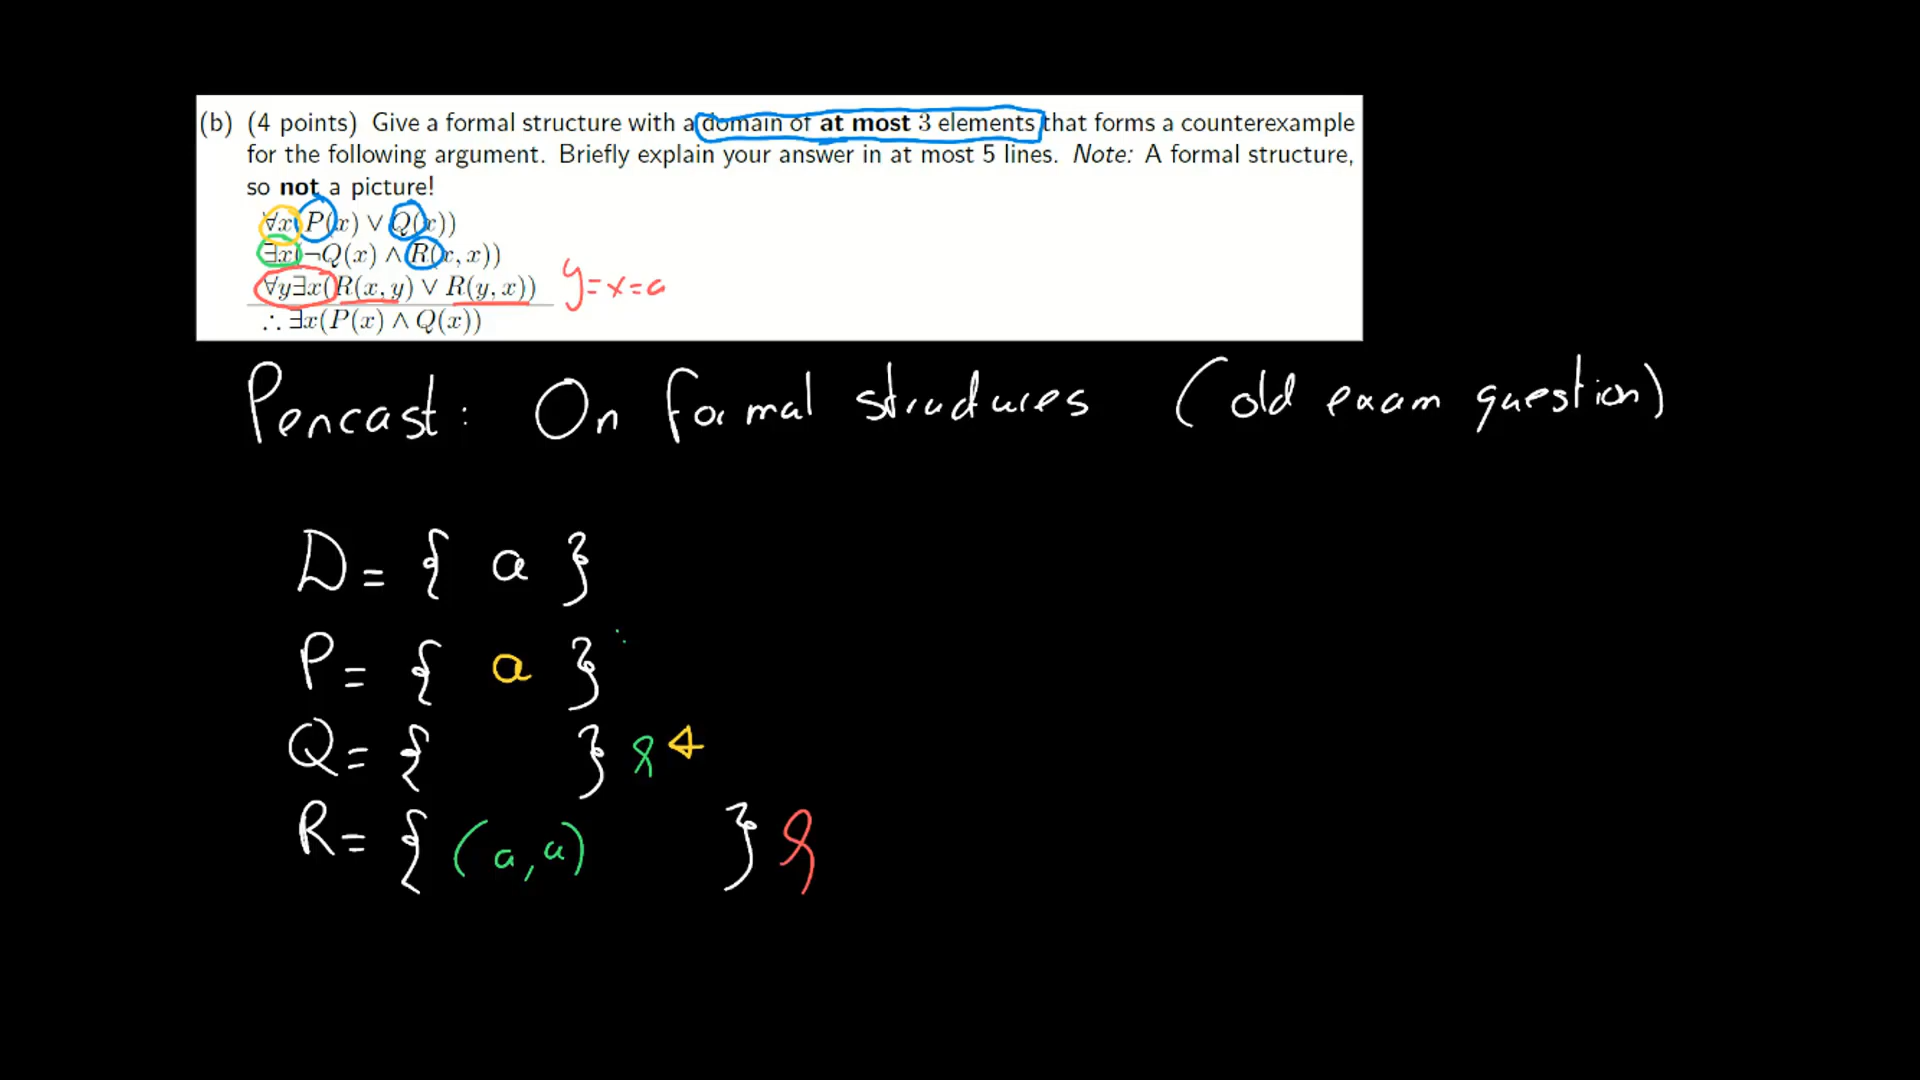 (b) (4 points) Give a formal structure with a domain of at most 3 elements that forms a counterexample
for the following argument. Briefly explain your answer in at most 5 lines. Note: A formal structure,
so not a picture!
∀x(P(x) ∨ Q(x))
∃x(¬Q(x) ∧ R(x, x))
∀y∃x(R(x, y) ∨ R(y, x)) y=x=a
∴ ∃x(P(x) ∧ Q(x))
Pencast: On formal structures (old exam question)
D= { a }
P= { a }
Q= { }
R= { (a,a) }